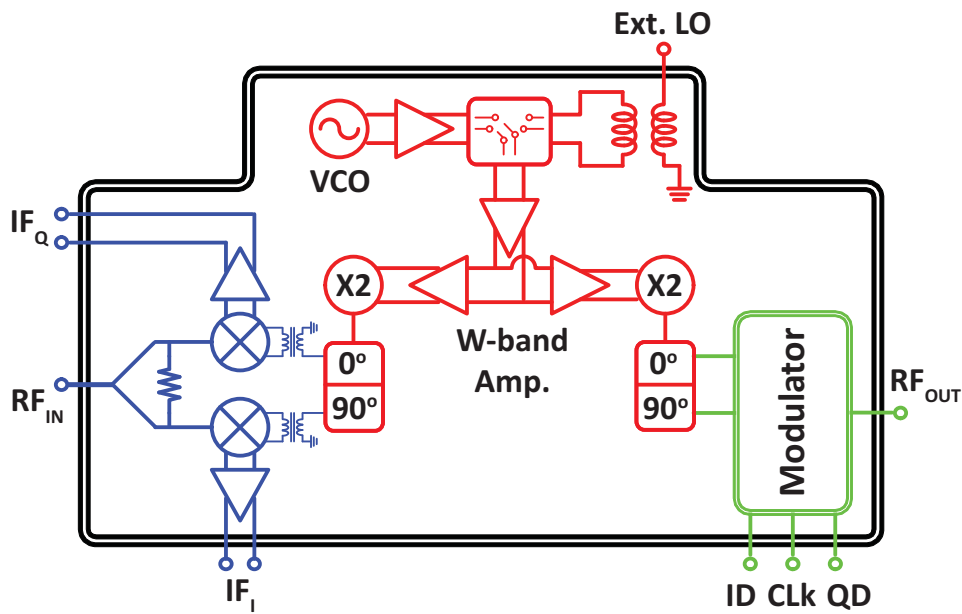 Ext. LO
VCO
IF_Q
X2
X2
W-band
Amp.
0°
90°
0°
90°
RF_IN
Modulator
RF_OUT
IF_I
ID
CLk
QD